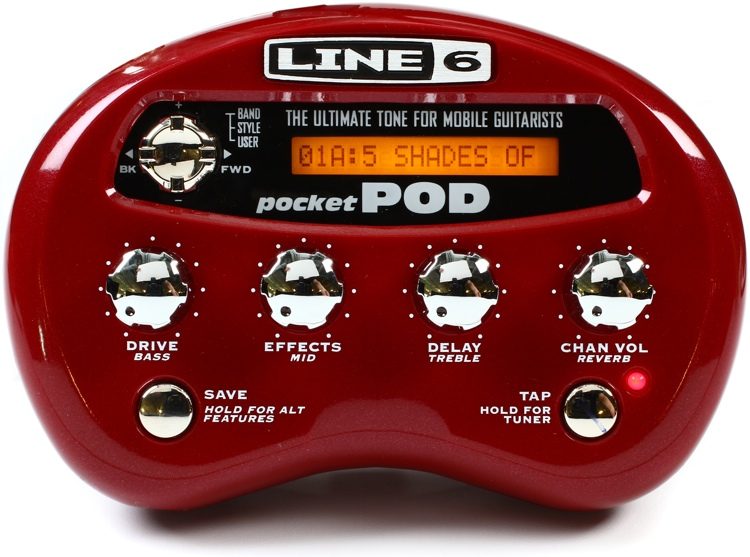 LINE 6
+
BAND
STYLE
USER
THE ULTIMATE TONE FOR MOBILE GUITARISTS
01A:5 SHADES OF
BK
FWD
-
pocket POD
DRIVE
BASS
EFFECTS
MID
DELAY
TREBLE
CHAN VOL
REVERB
SAVE
HOLD FOR ALT
FEATURES
TAP
HOLD FOR
TUNER